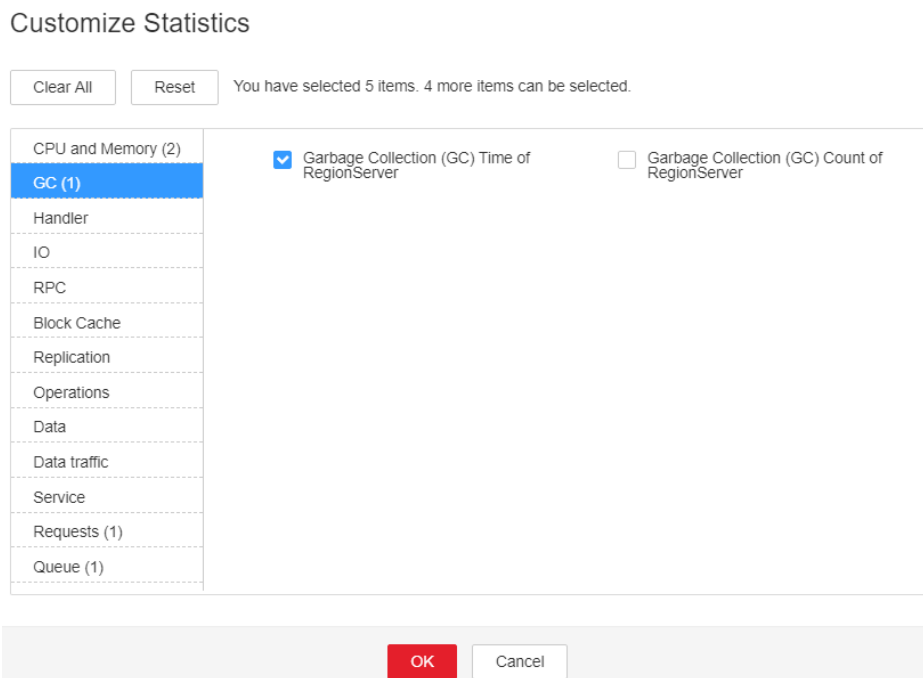 Customize Statistics
Clear All
Reset
You have selected 5 items. 4 more items can be selected.
CPU and Memory (2)
GC (1)
Handler
IO
RPC
Block Cache
Replication
Operations
Data
Data traffic
Service
Requests (1)
Queue (1)
Garbage Collection (GC) Time of
RegionServer
Garbage Collection (GC) Count of
RegionServer
OK
Cancel